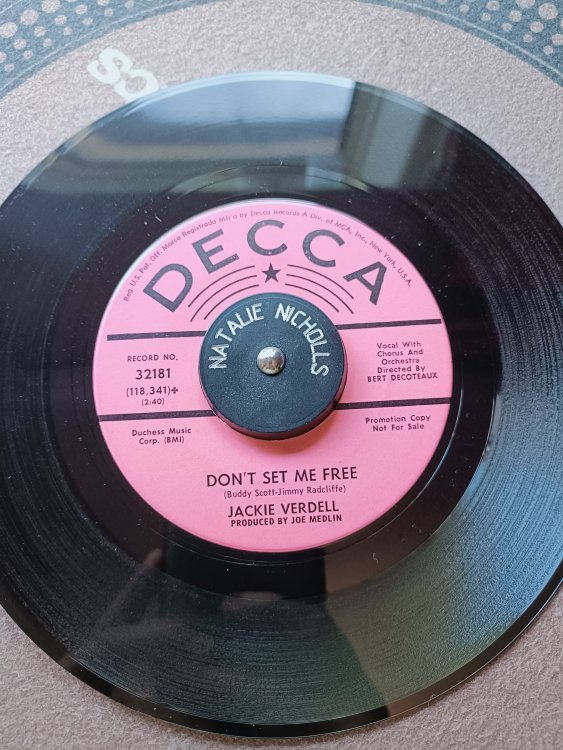 SO
Reg. U.S. Pat. Off. Marca Registrada Mfr'd by Decca Records A Div. of MCA, Inc., New York, U.S.A.
DECCA
NATALIE NICHOLLS
RECORD NO.
32181
(118,341)+
(2:40)
Vocal With
Chorus And
Orchestra
Directed By
BERT DECOTEAUX
Duchess Music
Corp. (BMI)
Promotion Copy
Not For Sale
DON'T SET ME FREE
(Buddy Scott-Jimmy Radcliffe)
JACKIE VERDELL
PRODUCED BY JOE MEDLIN